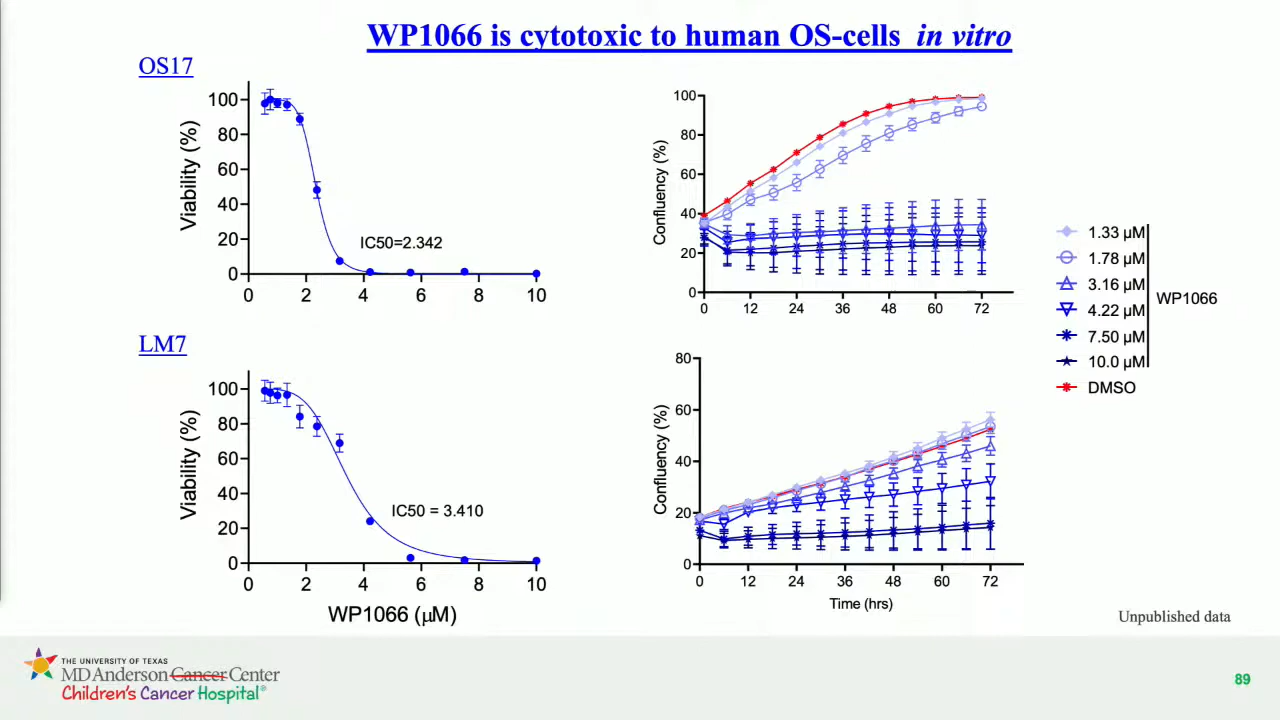 WP1066 is cytotoxic to human OS-cells in vitro
OS17
Viability (%)
100
80
60
40
20
0
IC50=2.342
0 2 4 6 8 10
Confluency (%)
100
80
60
40
20
0
0 12 24 36 48 60 72
1.33 µM
1.78 µM
3.16 µM
4.22 µM
7.50 µM
10.0 µM
DMSO
WP1066
LM7
Viability (%)
100
80
60
40
20
0
IC50 = 3.410
0 2 4 6 8 10
WP1066 (µM)
Confluency (%)
80
60
40
20
0
0 12 24 36 48 60 72
Time (hrs)
Unpublished data
THE UNIVERSITY OF TEXAS
MD Anderson Cancer Center
Children's Cancer Hospital®
89